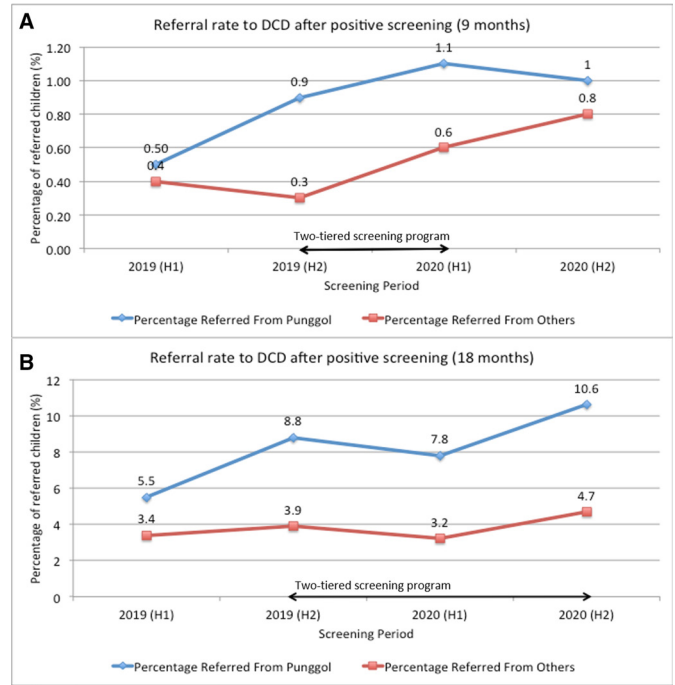 A
Referral rate to DCD after positive screening (9 months)
Percentage of referred children (%)
1.20
1.00
0.80
0.60
0.40
0.20
0.00
0.50
0.9
1.1
1
0.4
0.3
0.6
0.8
Two-tiered screening program
2019 (H1) 2019 (H2) 2020 (H1) 2020 (H2)
Screening Period
Percentage Referred From Punggol Percentage Referred From Others
B
Referral rate to DCD after positive screening (18 months)
Percentage of referred children (%)
12
10
8
6
4
2
0
5.5
8.8
7.8
10.6
3.4
3.9
3.2
4.7
Two-tiered screening program
2019 (H1) 2019 (H2) 2020 (H1) 2020 (H2)
Screening Period
Percentage Referred From Punggol Percentage Referred From Others